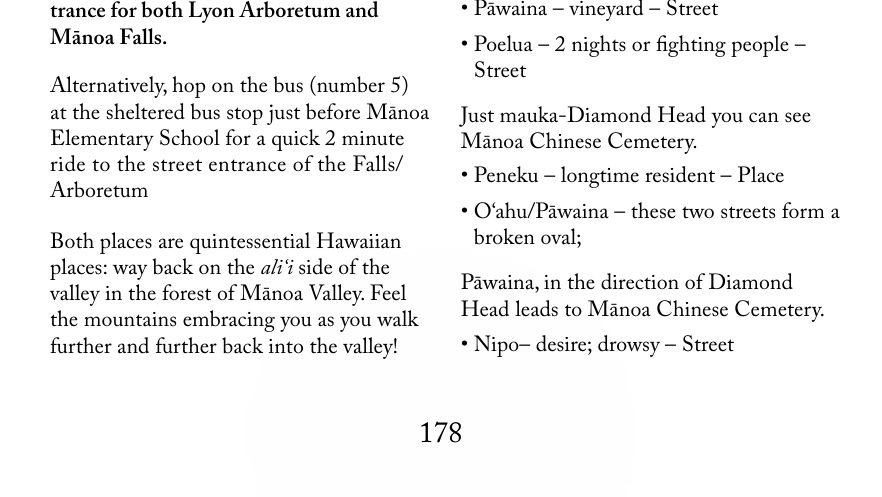 trance for both Lyon Arboretum and
Mānoa Falls.
Alternatively, hop on the bus (number 5)
at the sheltered bus stop just before Mānoa
Elementary School for a quick 2 minute
ride to the street entrance of the Falls/
Arboretum
Both places are quintessential Hawaiian
places: way back on the ali‘i side of the
valley in the forest of Mānoa Valley. Feel
the mountains embracing you as you walk
further and further back into the valley!
• Pāwaina – vineyard – Street
• Poelua – 2 nights or fighting people –
Street
Just mauka-Diamond Head you can see
Mānoa Chinese Cemetery.
• Peneku – longtime resident – Place
• O‘ahu/Pāwaina – these two streets form a
broken oval;
Pāwaina, in the direction of Diamond
Head leads to Mānoa Chinese Cemetery.
• Nipo– desire; drowsy – Street
178